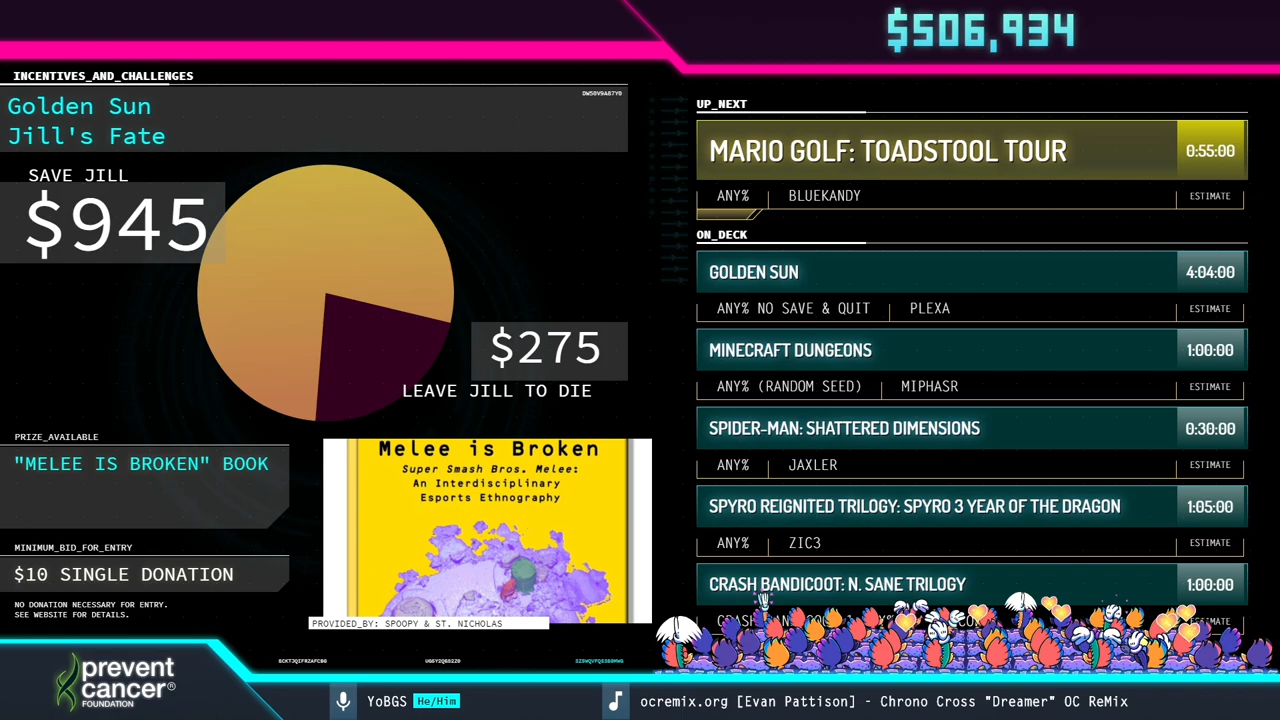 $506,934
INCENTIVES_AND_CHALLENGES
Golden Sun
Jill's Fate
SAVE JILL
$945
$275
LEAVE JILL TO DIE
PRIZE_AVAILABLE
"MELEE IS BROKEN" BOOK
MINIMUM_BID_FOR_ENTRY
$10 SINGLE DONATION
NO DONATION NECESSARY FOR ENTRY.
SEE WEBSITE FOR DETAILS.
Melee is Broken
Super Smash Bros. Melee:
An Interdisciplinary
Esports Ethnography
PROVIDED_BY: SPOOPY & ST. NICHOLAS
UP_NEXT
MARIO GOLF: TOADSTOOL TOUR 0:55:00
ANY% BLUEKANDY ESTIMATE
ON_DECK
GOLDEN SUN 4:04:00
ANY% NO SAVE & QUIT PLEXA ESTIMATE
MINECRAFT DUNGEONS 1:00:00
ANY% (RANDOM SEED) MIPHASR ESTIMATE
SPIDER-MAN: SHATTERED DIMENSIONS 0:30:00
ANY% JAXLER ESTIMATE
SPYRO REIGNITED TRILOGY: SPYRO 3 YEAR OF THE DRAGON 1:05:00
ANY% ZIC3 ESTIMATE
CRASH BANDICOOT: N. SANE TRILOGY 1:00:00
prevent
cancer®
FOUNDATION
YoBGS He/Him
ocremix.org [Evan Pattison] - Chrono Cross "Dreamer" OC ReMix